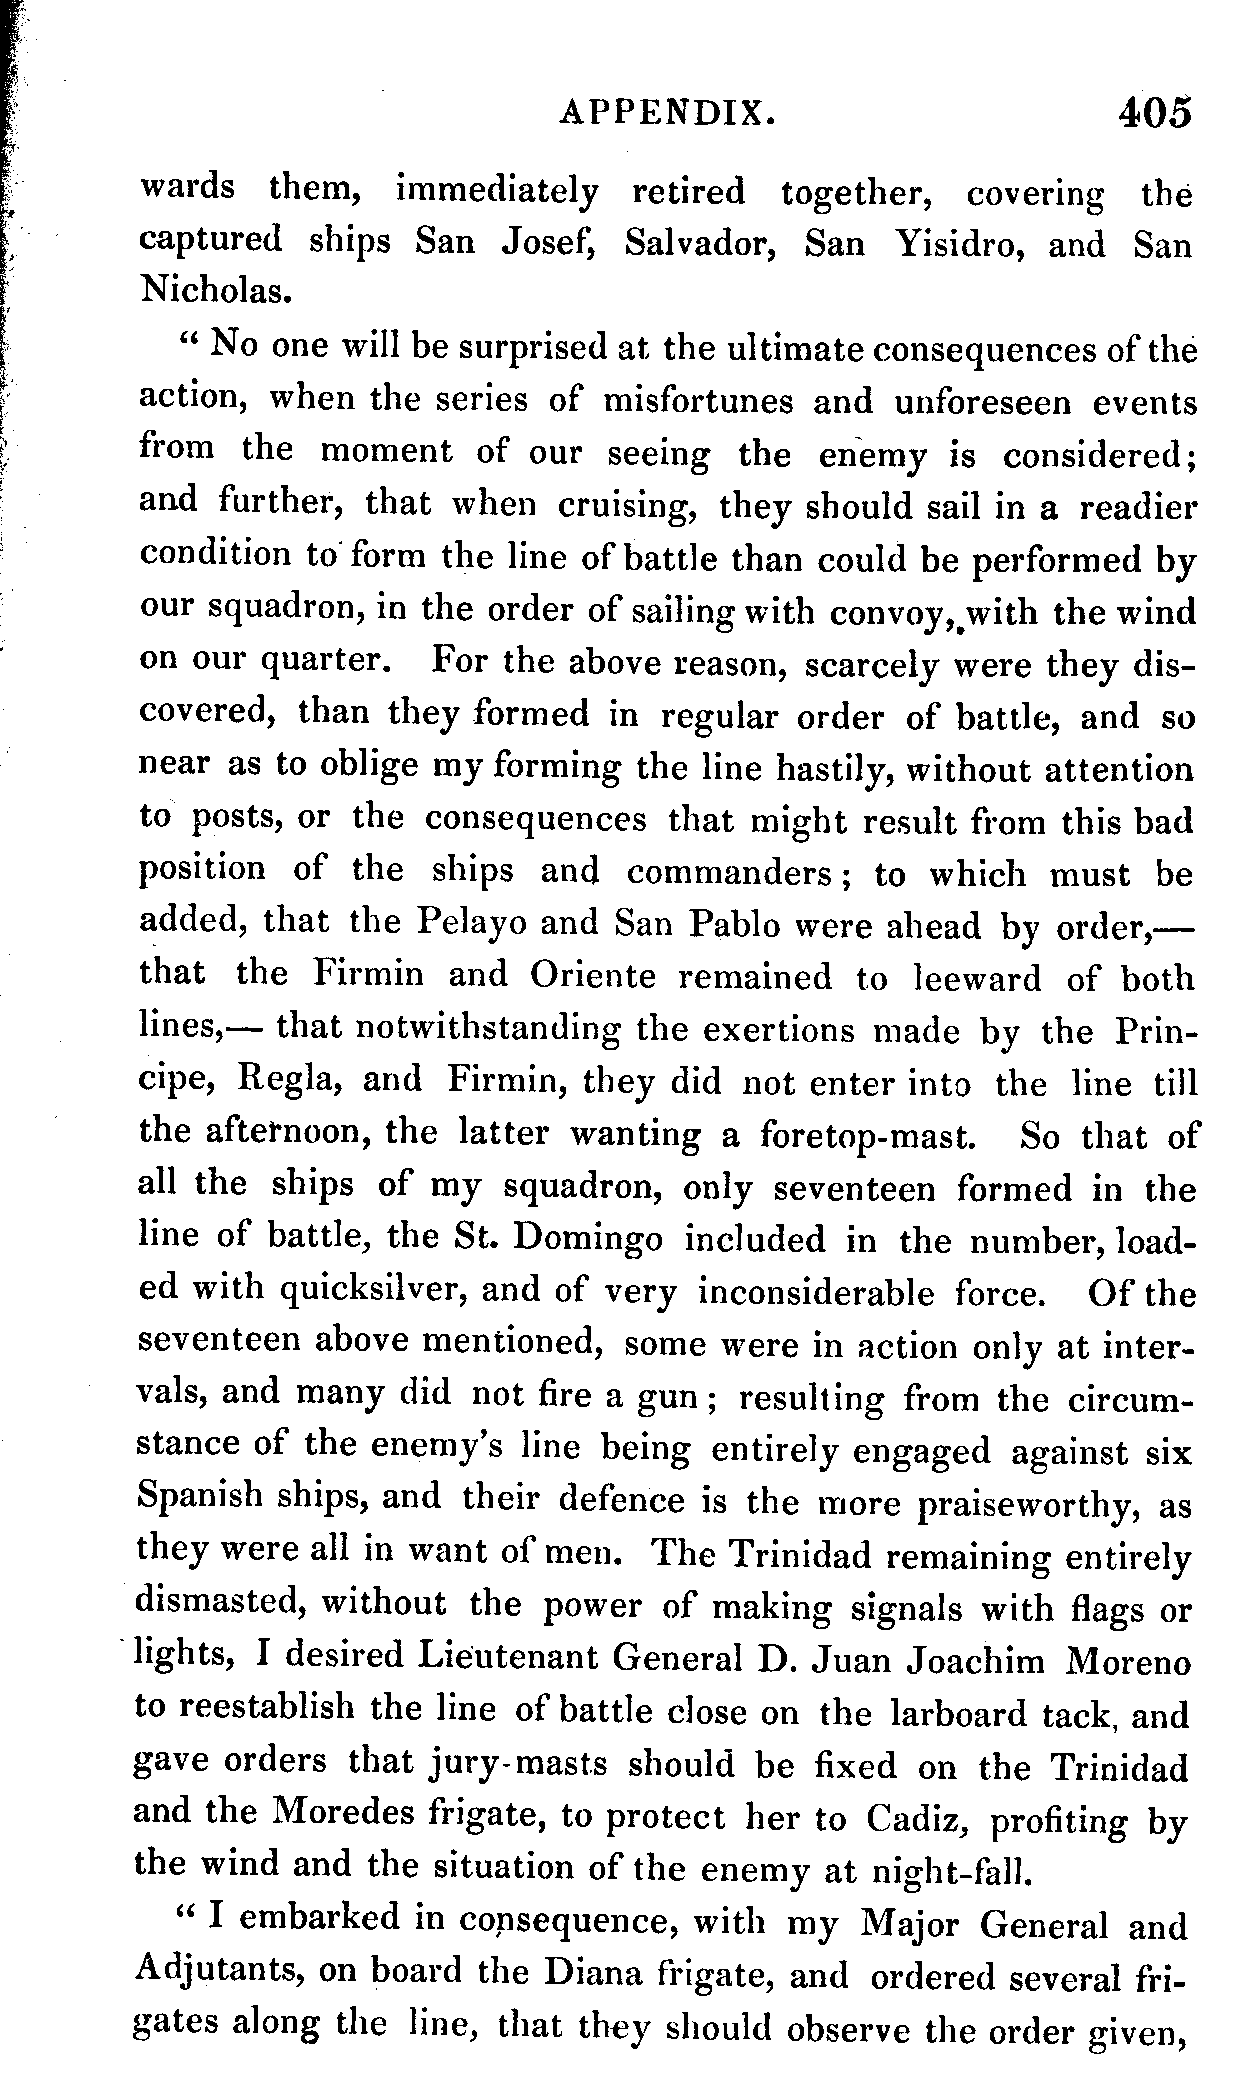 APPENDIX. 405
wards them, immediately retired together, covering the
captured ships San Josef, Salvador, San Yisidro, and San
Nicholas.
“ No one will be surprised at the ultimate consequences of the
action, when the series of misfortunes and unforeseen events
from the moment of our seeing the enemy is considered;
and further, that when cruising, they should sail in a readier
condition to form the line of battle than could be performed by
our squadron, in the order of sailing with convoy, with the wind
on our quarter. For the above reason, scarcely were they dis-
covered, than they formed in regular order of battle, and so
near as to oblige my forming the line hastily, without attention
to posts, or the consequences that might result from this bad
position of the ships and commanders ; to which must be
added, that the Pelayo and San Pablo were ahead by order,—
that the Firmin and Oriente remained to leeward of both
lines,— that notwithstanding the exertions made by the Prin-
cipe, Regla, and Firmin, they did not enter into the line till
the afternoon, the latter wanting a foretop-mast. So that of
all the ships of my squadron, only seventeen formed in the
line of battle, the St. Domingo included in the number, load-
ed with quicksilver, and of very inconsiderable force. Of the
seventeen above mentioned, some were in action only at inter-
vals, and many did not fire a gun ; resulting from the circum-
stance of the enemy’s line being entirely engaged against six
Spanish ships, and their defence is the more praiseworthy, as
they were all in want of men. The Trinidad remaining entirely
dismasted, without the power of making signals with flags or
lights, I desired Lieutenant General D. Juan Joachim Moreno
to reestablish the line of battle close on the larboard tack, and
gave orders that jury-masts should be fixed on the Trinidad
and the Moredes frigate, to protect her to Cadiz, profiting by
the wind and the situation of the enemy at night-fall.
“ I embarked in consequence, with my Major General and
Adjutants, on board the Diana frigate, and ordered several fri-
gates along the line, that they should observe the order given,